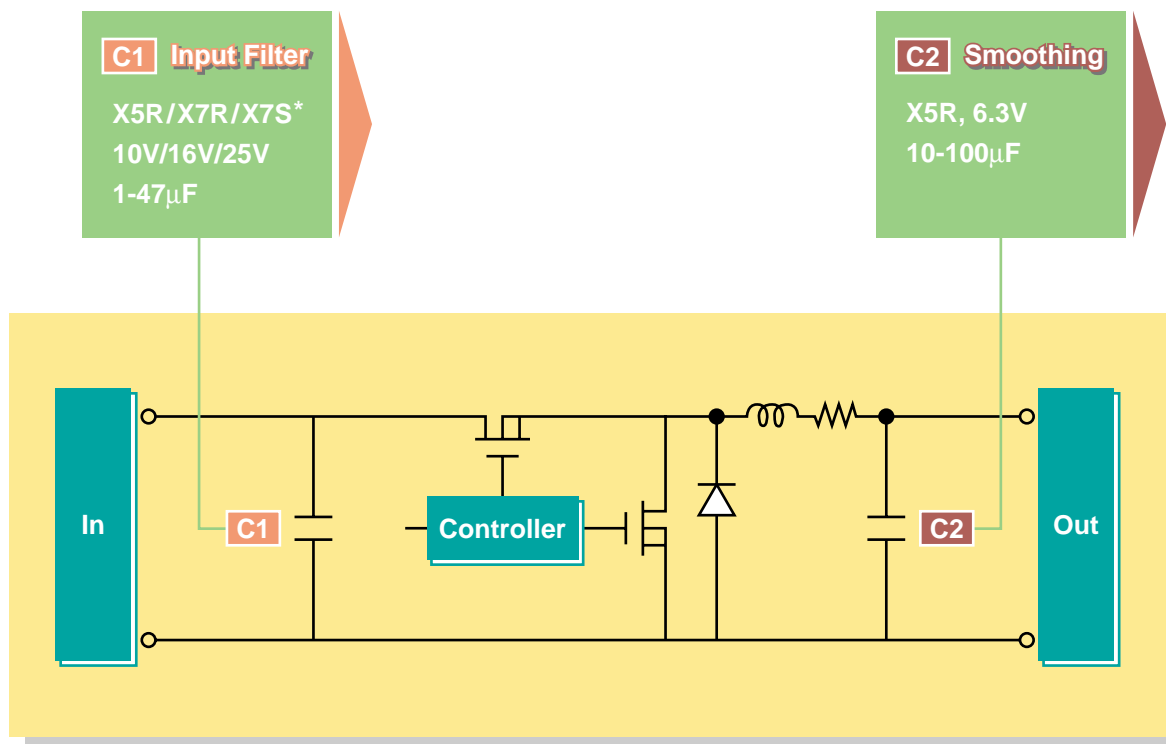 C1 Input Filter
X5R/X7R/X7S*
10V/16V/25V
1-47μF
C2 Smoothing
X5R, 6.3V
10-100μF
In
C1
Controller
C2
Out